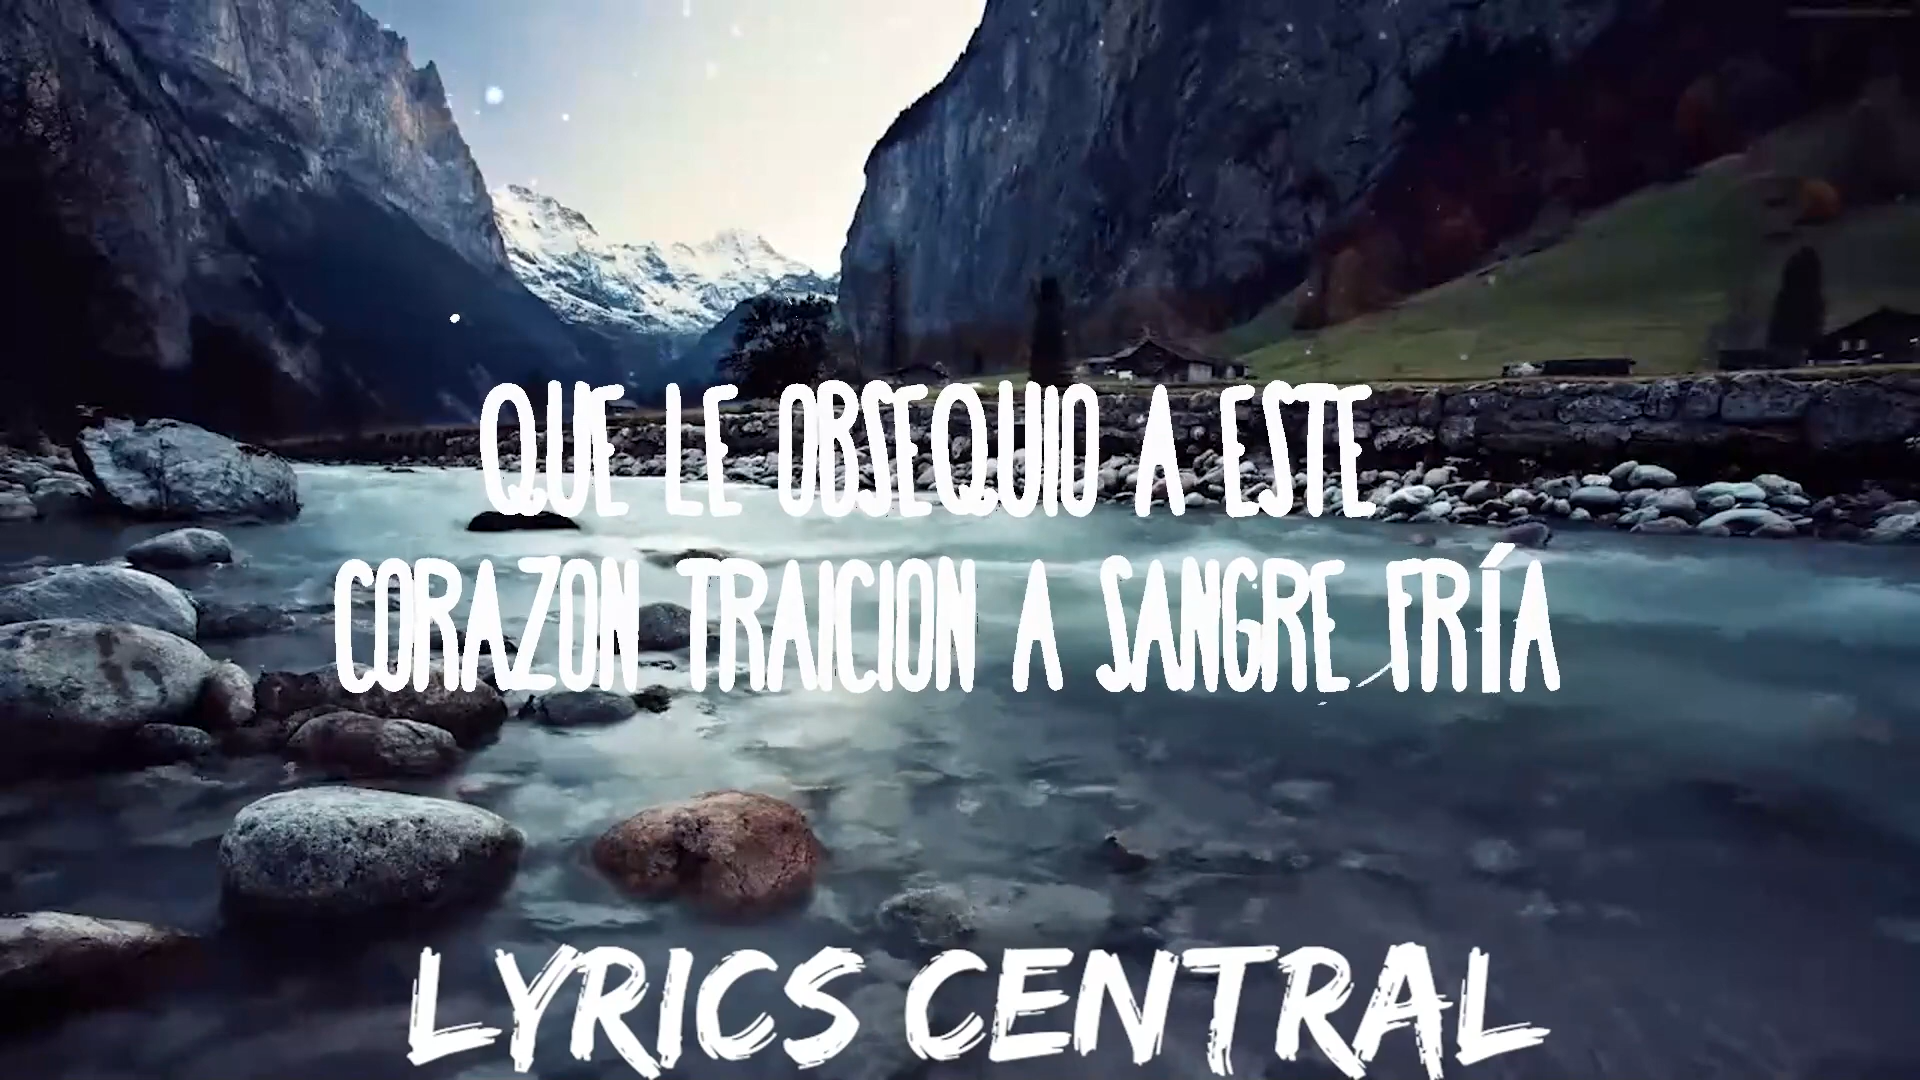 QUE LE OBSEQUIO A ESTE
CORAZON TRAICION A SANGRE FRÍA
LYRICS CENTRAL